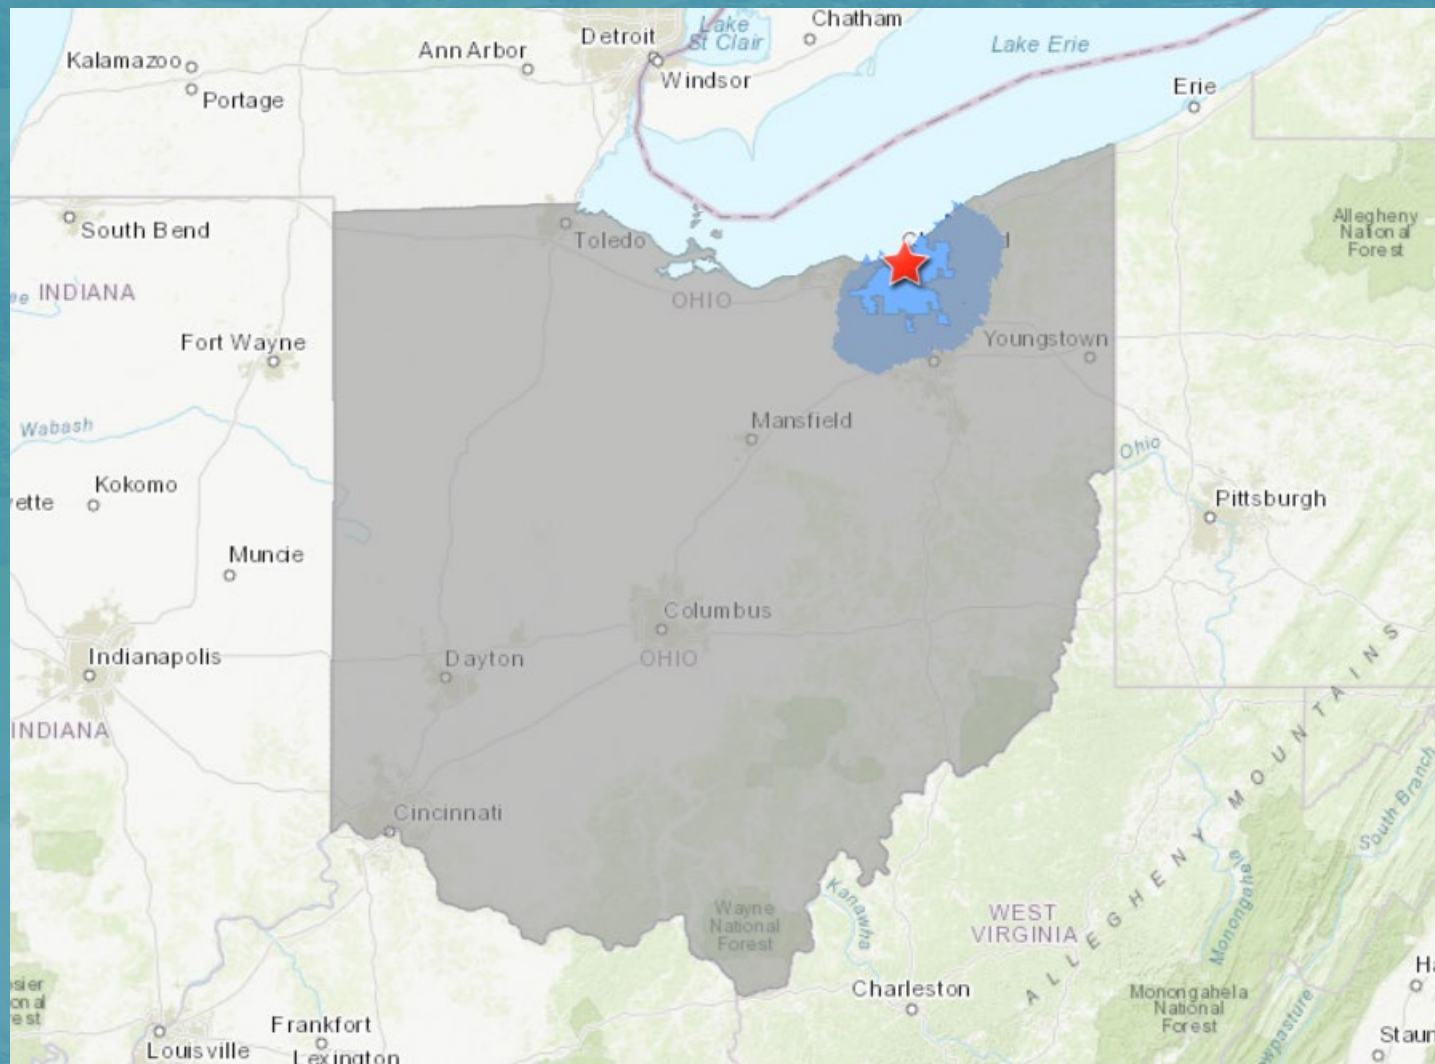 Chatham
Lake
St Clair
Detroit
Lake Erie
Ann Arbor
Kalamazoo
Windsor
Erie
Portage
Allegheny
National
Forest
South Bend
Toledo
INDIANA
OHIO
Fort Wayne
Youngstown
Mansfield
Wabash
Ohio
Kokomo
Pittsburgh
Muncie
Columbus
Indianapolis
Dayton
OHIO
INDIANA
ALLEGHENY MOUNTAINS
South Branch
Cincinnati
Kanawha
Monongahela
Wayne
National
Forest
WEST
VIRGINIA
Charleston
Monongahela
National
Forest
Frankfort
Louisville
Lexington